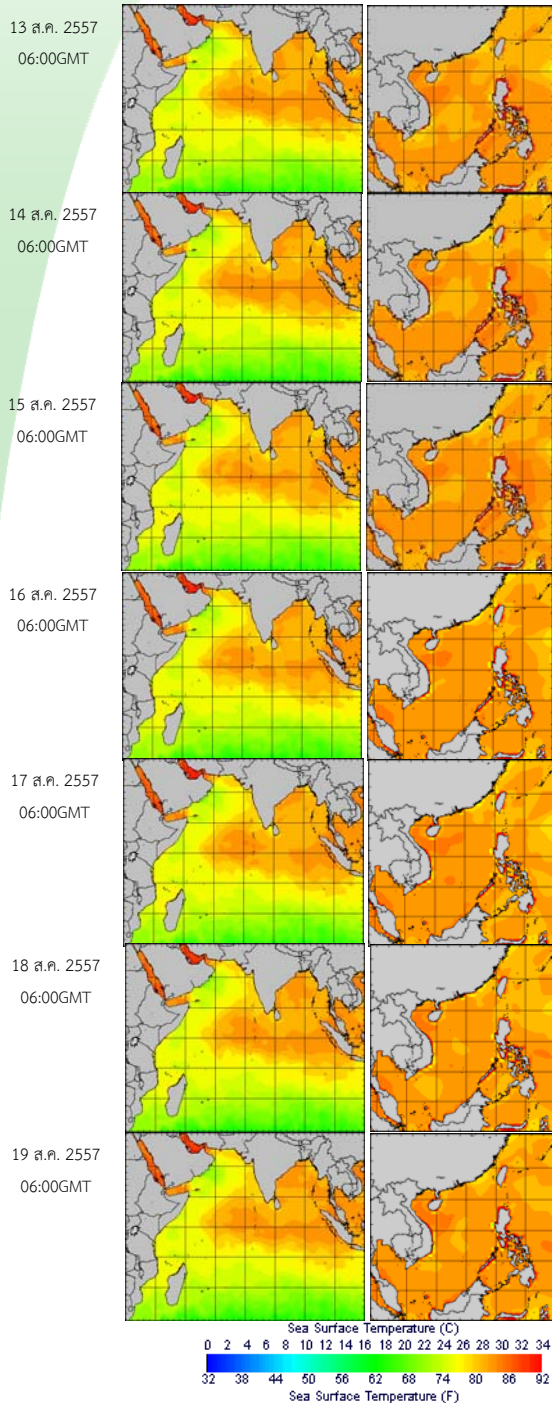 13 ส.ค. 2557
06:00GMT
14 ส.ค. 2557
06:00GMT
15 ส.ค. 2557
06:00GMT
16 ส.ค. 2557
06:00GMT
17 ส.ค. 2557
06:00GMT
18 ส.ค. 2557
06:00GMT
19 ส.ค. 2557
06:00GMT
Sea Surface Temperature (C)
0 2 4 6 8 10 12 14 16 18 20 22 24 26 28 30 32 34
32 38 44 50 56 62 68 74 80 86 92
Sea Surface Temperature (F)